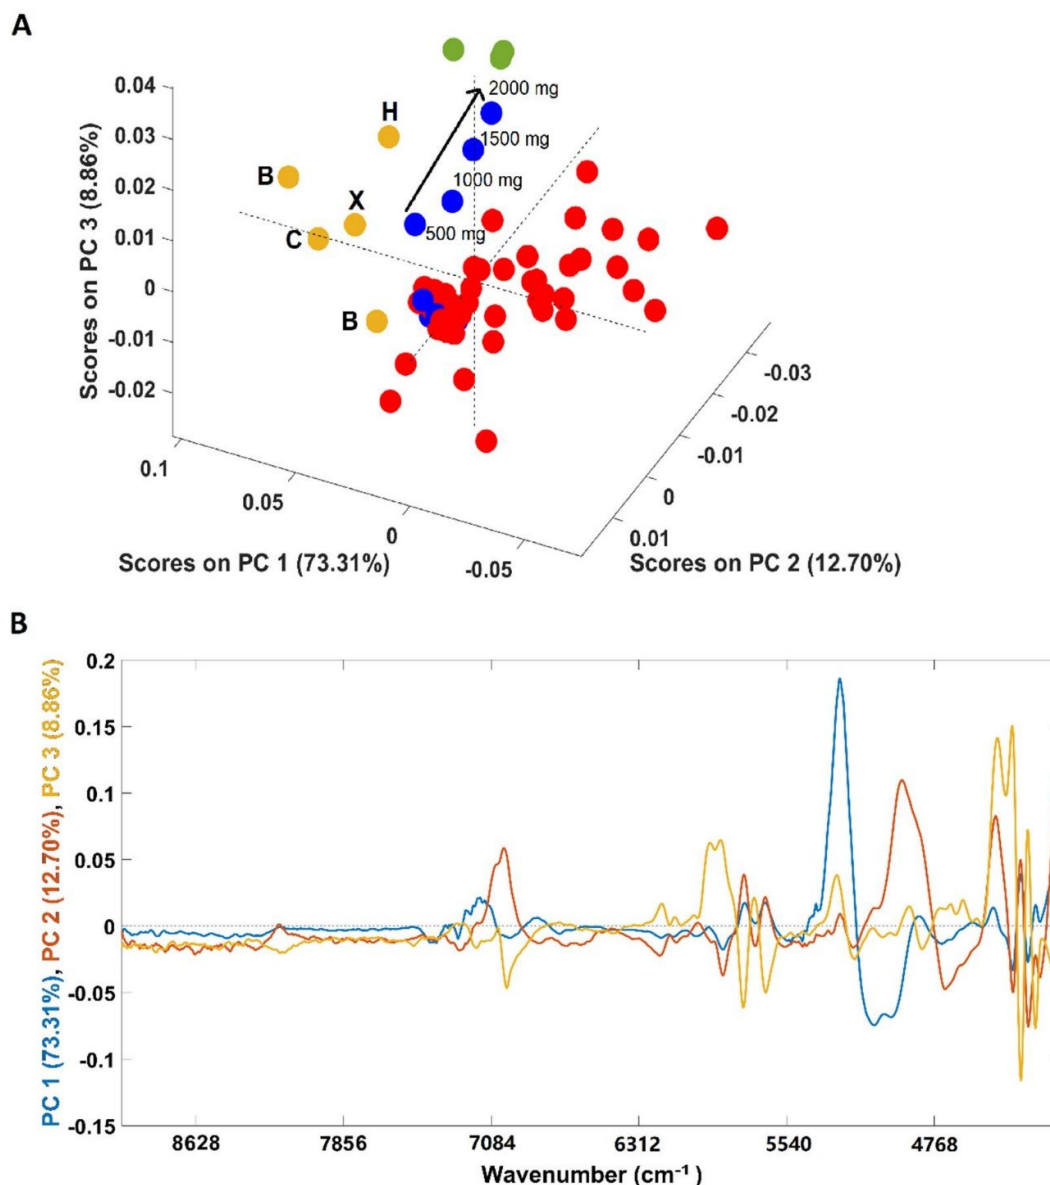 A
2000 mg
0.04
H
0.03
1500 mg
B
1000 mg
0.02
X
0.01
C
500 mg
0
B
-0.01
-0.02
Scores on PC 3 (8.86%)
-0.03
-0.02
-0.01
0
0.01
0.1
0.05
0
-0.05
Scores on PC 1 (73.31%)
Scores on PC 2 (12.70%)
B
PC 1 (73.31%), PC 2 (12.70%), PC 3 (8.86%)
0.2
0.15
0.1
0.05
0
-0.05
-0.1
-0.15
8628 7856 7084 6312 5540 4768
Wavenumber (cm⁻¹ )